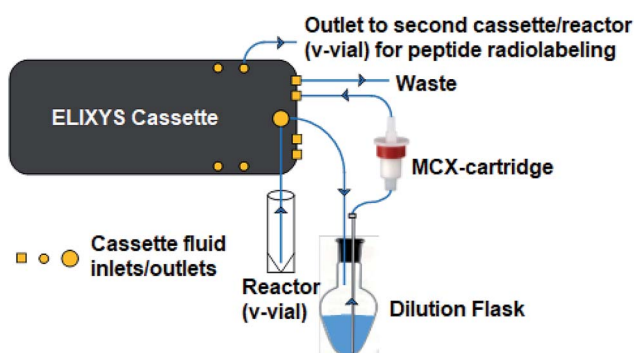 Outlet to second cassette/reactor
(v-vial) for peptide radiolabeling
Waste
ELIXYS Cassette
MCX-cartridge
Cassette fluid
inlets/outlets
Reactor
(v-vial)
Dilution Flask